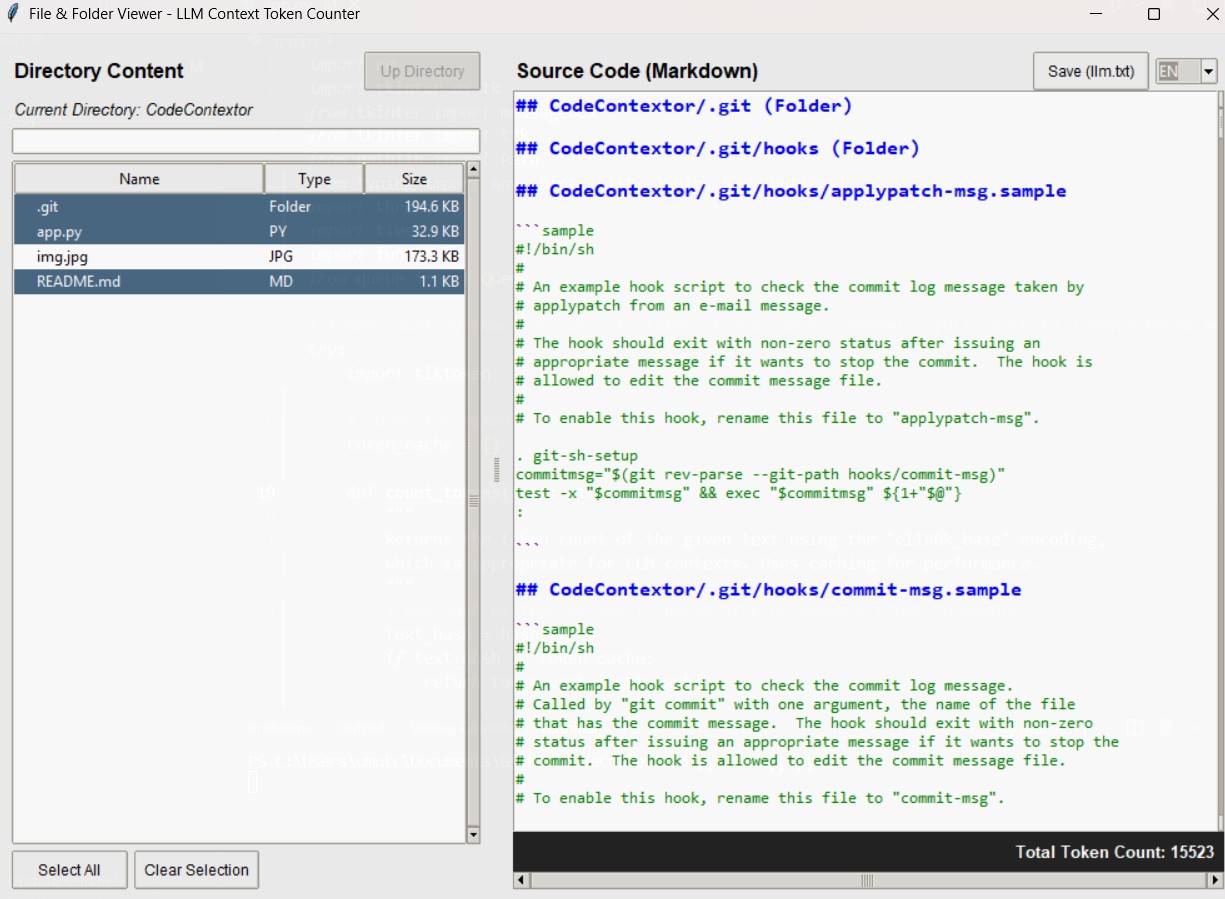 File & Folder Viewer - LLM Context Token Counter
Directory Content
Up Directory
Current Directory: CodeContextor
Name Type Size
.git Folder 194.6 KB
app.py PY 32.9 KB
img.jpg JPG 173.3 KB
README.md MD 1.1 KB
Select All
Clear Selection
Source Code (Markdown)
Save (llm.txt)
EN
## CodeContextor/.git (Folder)
## CodeContextor/.git/hooks (Folder)
## CodeContextor/.git/hooks/applypatch-msg.sample
```sample
#!/bin/sh
#
# An example hook script to check the commit log message taken by
# applypatch from an e-mail message.
#
# The hook should exit with non-zero status after issuing an
# appropriate message if it wants to stop the commit.  The hook is
# allowed to edit the commit message file.
#
# To enable this hook, rename this file to "applypatch-msg".
. git-sh-setup
commitmsg="$(git rev-parse --git-path hooks/commit-msg)"
test -x "$commitmsg" && exec "$commitmsg" ${1+"$@"}
:
```
## CodeContextor/.git/hooks/commit-msg.sample
```sample
#!/bin/sh
#
# An example hook script to check the commit log message.
# Called by "git commit" with one argument, the name of the file
# that has the commit message.  The hook should exit with non-zero
# status after issuing an appropriate message if it wants to stop the
# commit.  The hook is allowed to edit the commit message file.
#
# To enable this hook, rename this file to "commit-msg".
Total Token Count: 15523